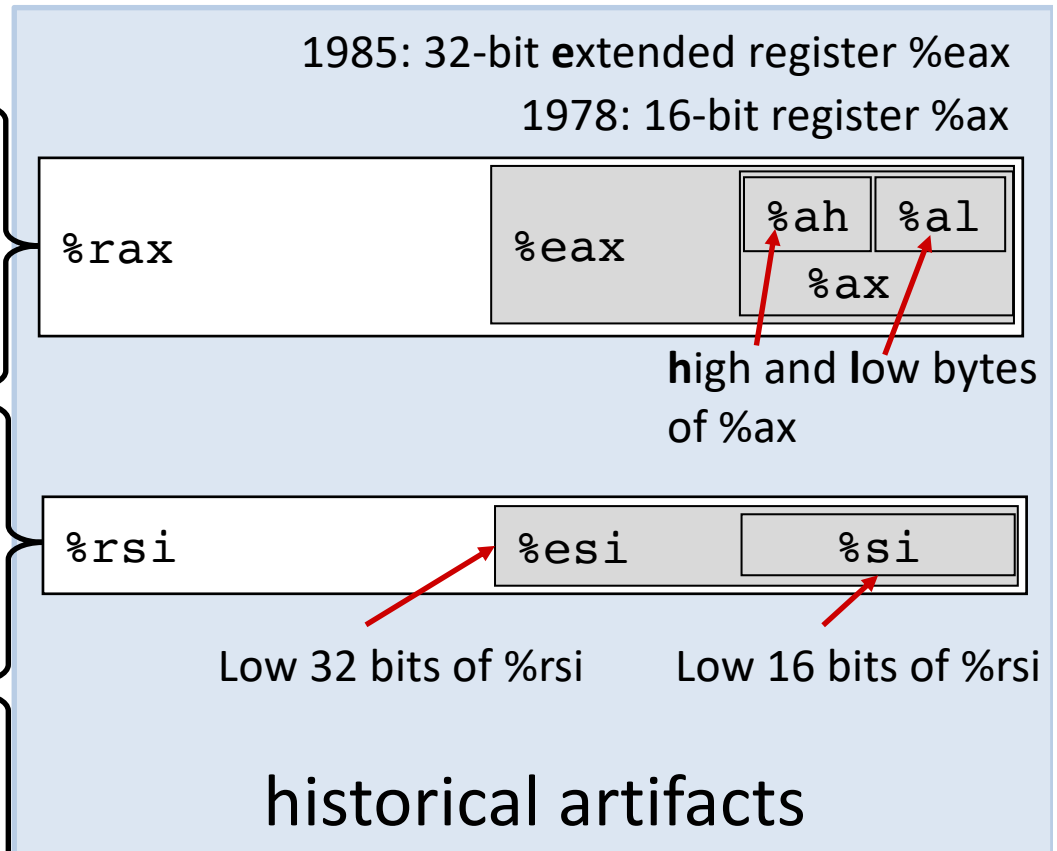 1985: 32-bit extended register %eax
1978: 16-bit register %ax
%rax
%eax
%ah
%al
%ax
high and low bytes
of %ax
%rsi
%esi
%si
Low 32 bits of %rsi
Low 16 bits of %rsi
historical artifacts